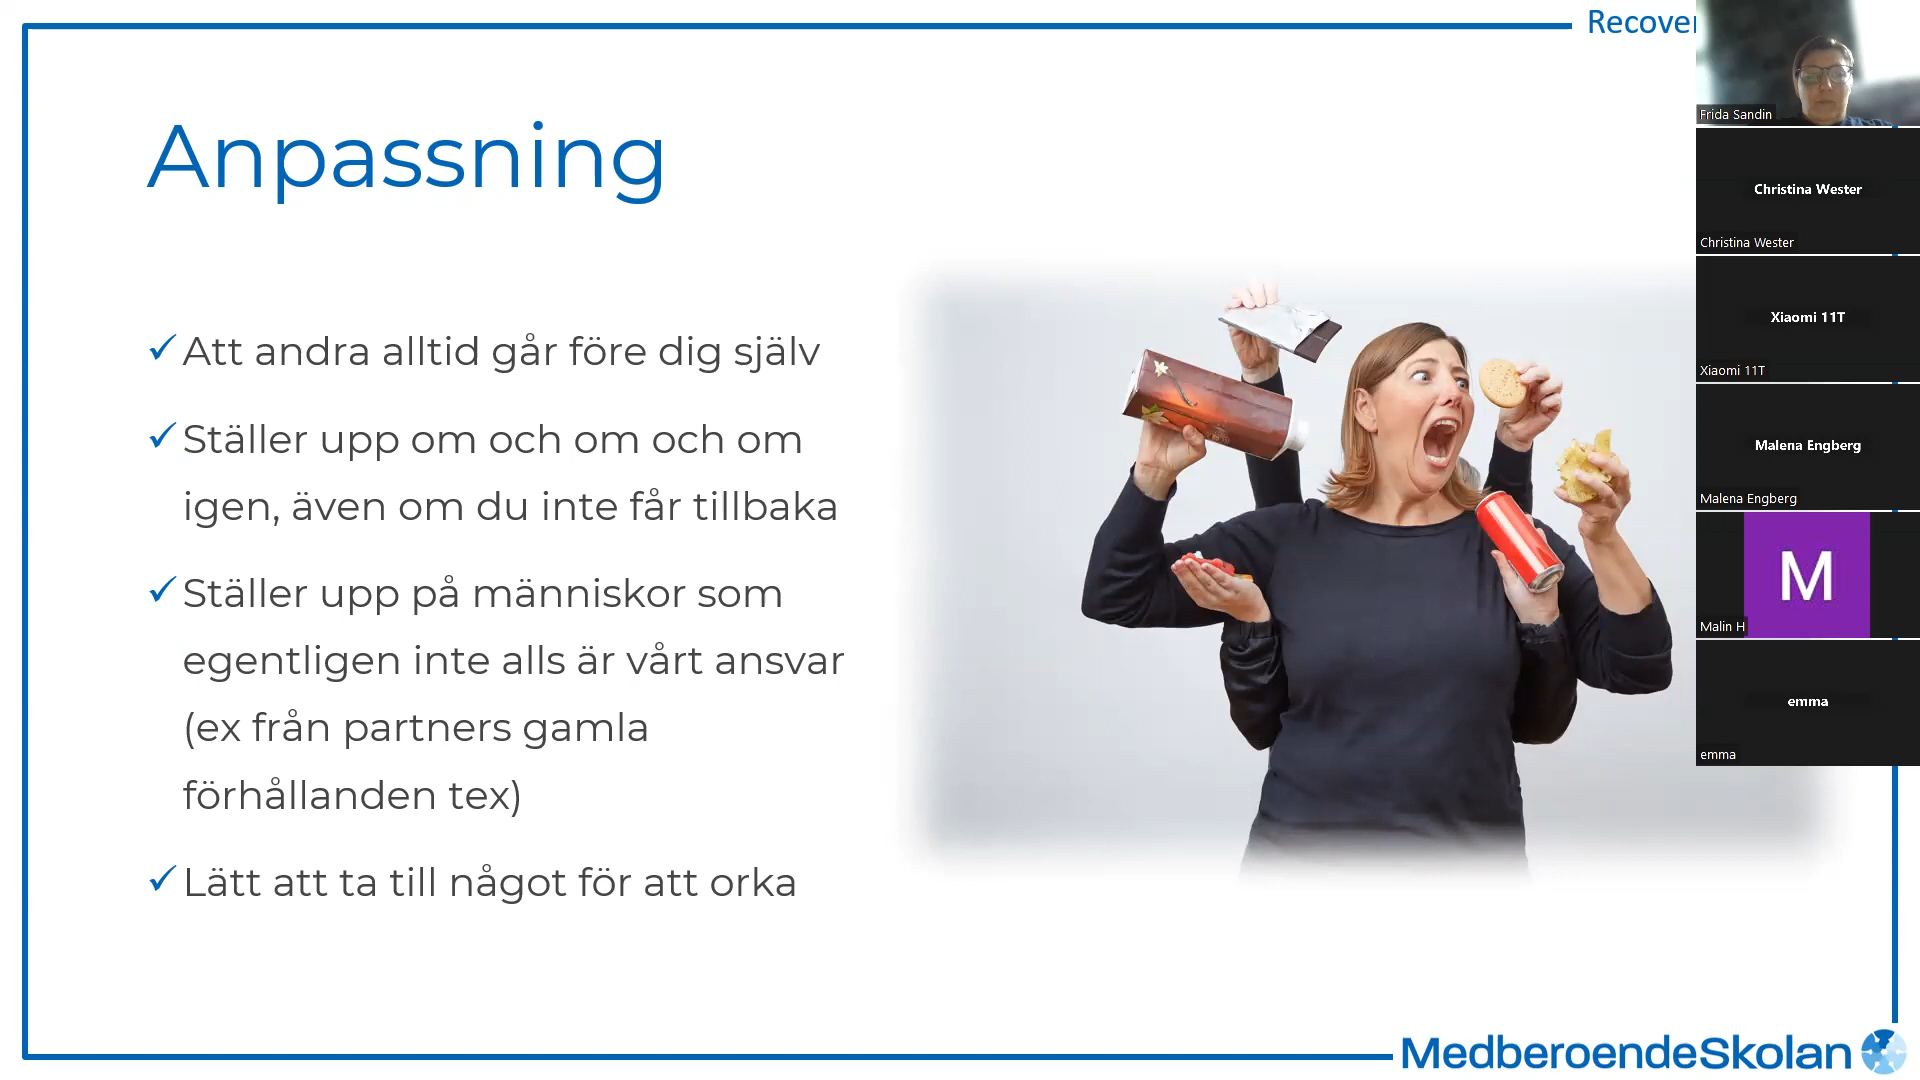 Recover
Anpassning
Att andra alltid går före dig själv
Ställer upp om och om och om
igen, även om du inte får tillbaka
Ställer upp på människor som
egentligen inte alls är vårt ansvar
(ex från partners gamla
förhållanden tex)
Lätt att ta till något för att orka
Frida Sandin
Christina Wester
Christina Wester
Xiaomi 11T
Xiaomi 11T
Malena Engberg
Malena Engberg
M
Malin H
emma
emma
MedberoendeSkolan